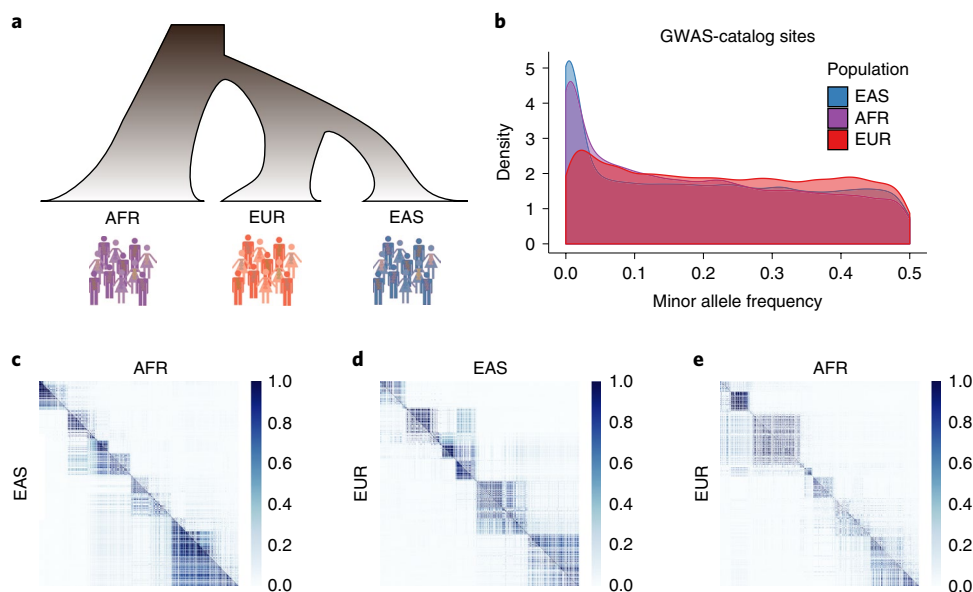 a
AFR
EUR
EAS
b
GWAS-catalog sites
Population
EAS
AFR
EUR
Density
5
4
3
2
1
0
0.0
0.1
0.2
0.3
0.4
0.5
Minor allele frequency
c
AFR
EAS
1.0
0.8
0.6
0.4
0.2
0.0
d
EAS
EUR
1.0
0.8
0.6
0.4
0.2
0.0
e
AFR
EUR
1.0
0.8
0.6
0.4
0.2
0.0